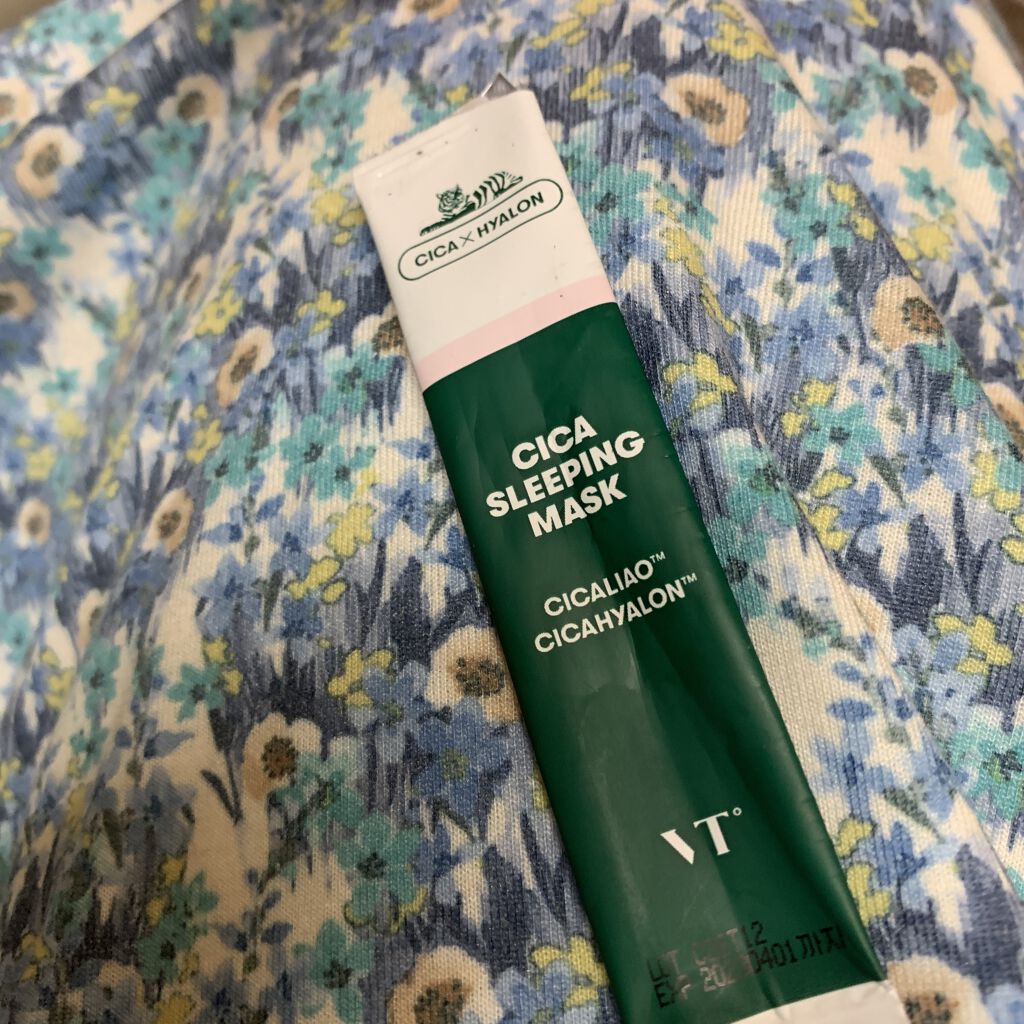 CICA×HYALON
CICA
SLEEPING
MASK
CICALIAO™
CICAHYALON™
VT°